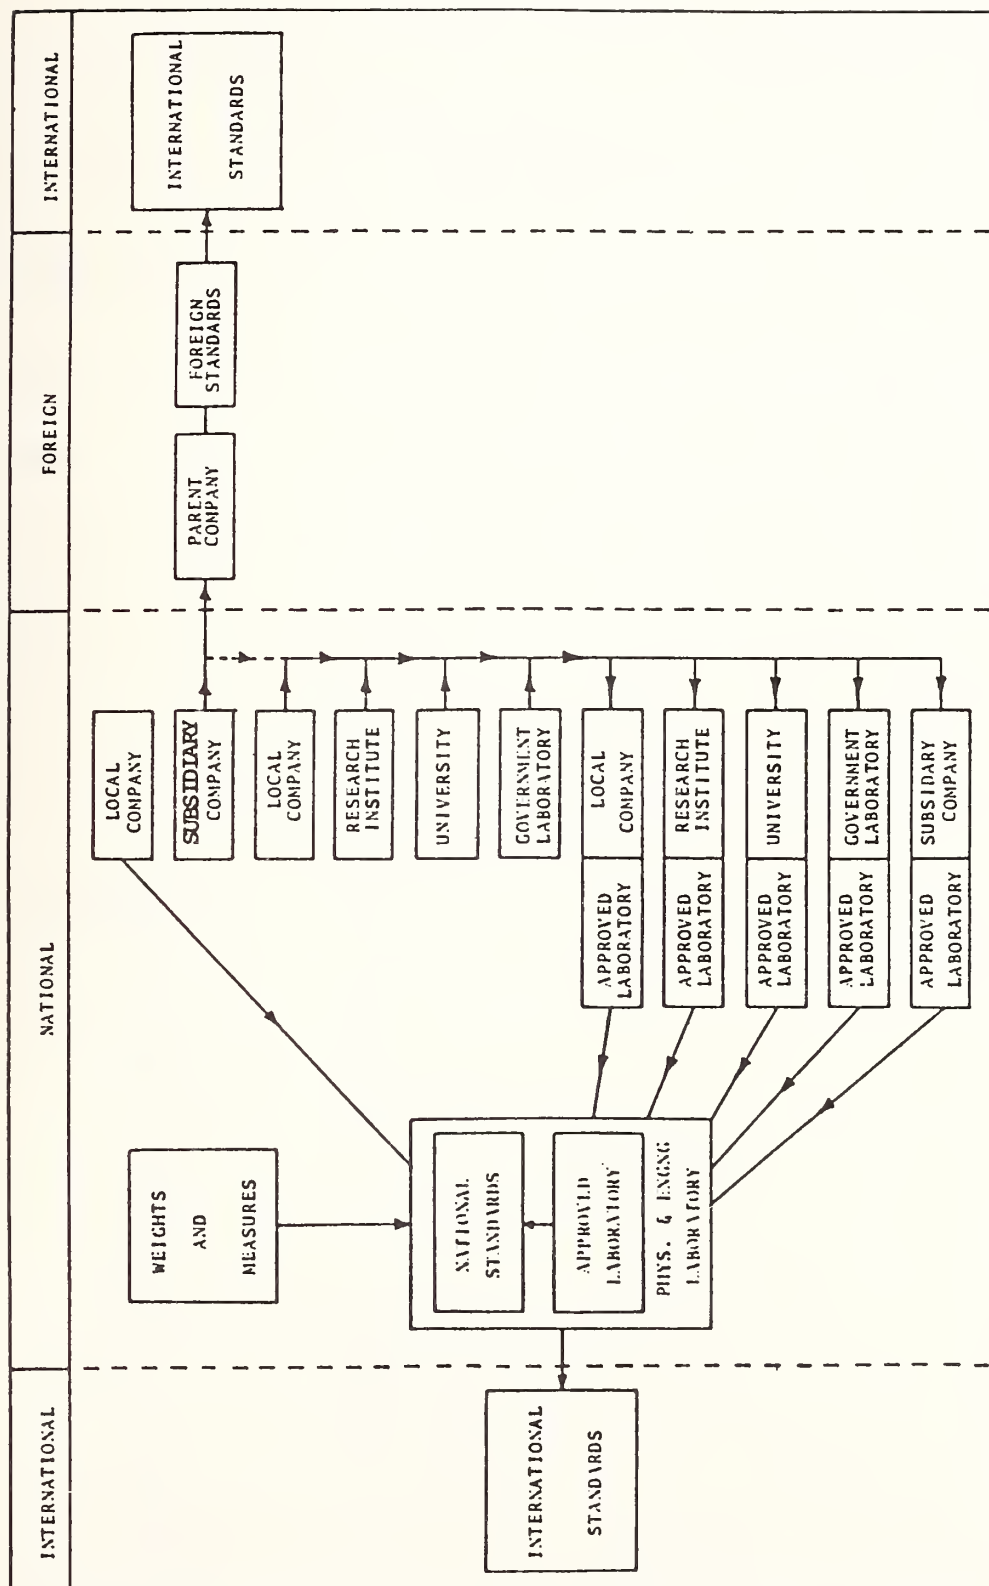 INTERNATIONAL
NATIONAL
FOREIGN
INTERNATIONAL
INTERNATIONAL
STANDARDS
WEIGHTS
AND
MEASURES
NATIONAL
STANDARDS
APPROVED
LABORATORY
PHYS. & ENGNG
LABORATORY
LOCAL
COMPANY
SUBSIDIARY
COMPANY
LOCAL
COMPANY
RESEARCH
INSTITUTE
UNIVERSITY
GOVERNMENT
LABORATORY
APPROVED
LABORATORY
LOCAL
COMPANY
APPROVED
LABORATORY
RESEARCH
INSTITUTE
APPROVED
LABORATORY
UNIVERSITY
APPROVED
LABORATORY
GOVERNMENT
LABORATORY
APPROVED
LABORATORY
SUBSIDARY
COMPANY
PARENT
COMPANY
FOREIGN
STANDARDS
INTERNATIONAL
STANDARDS